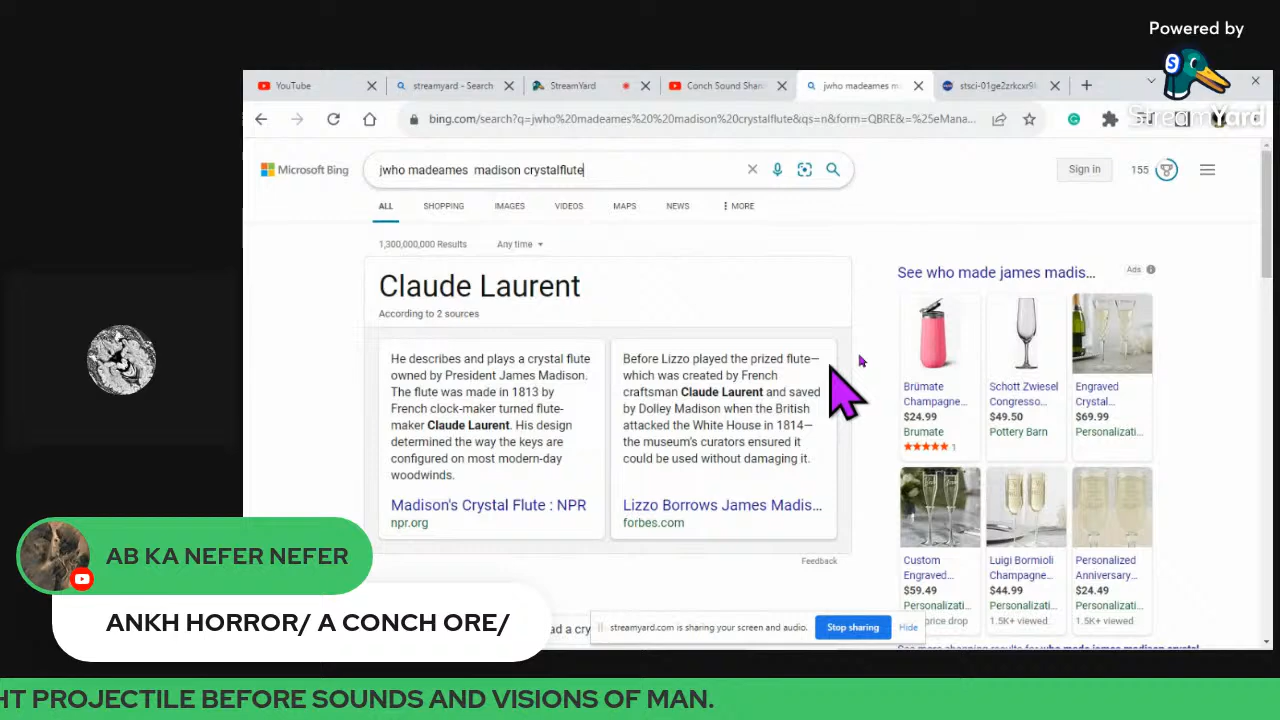 Powered by
StreamYard
YouTube
streamyard - Search
StreamYard
Conch Sound Shan
jwho madeames m
stsci-01ge2zrkcxr9
bing.com/search?q=jwho%20madeames%20%20madison%20crystalflute&qs=n&form=QBRE&=%25eMana...
Microsoft Bing
jwho madeames  madison crystalflute
Sign in
155
ALL
SHOPPING
IMAGES
VIDEOS
MAPS
NEWS
MORE
1,300,000,000 Results
Any time
Claude Laurent
According to 2 sources
He describes and plays a crystal flute
owned by President James Madison.
The flute was made in 1813 by
French clock-maker turned flute-
maker Claude Laurent. His design
determined the way the keys are
configured on most modern-day
woodwinds.
Madison's Crystal Flute : NPR
npr.org
Before Lizzo played the prized flute—
which was created by French
craftsman Claude Laurent and saved
by Dolley Madison when the British
attacked the White House in 1814—
the museum's curators ensured it
could be used without damaging it.
Lizzo Borrows James Madis...
forbes.com
Feedback
See who made james madis...
Ads
Brümate
Champagne...
$24.99
Brumate
1
Schott Zwiesel
Congresso...
$49.50
Pottery Barn
Engraved
Crystal...
$69.99
Personalizati...
Custom
Engraved...
$59.49
Personalizati...
price drop
Luigi Bormioli
Champagne...
$44.99
Personalizati...
1.5K+ viewed
Personalized
Anniversary...
$24.49
Personalizati...
1.5K+ viewed
ad a cry
streamyard.com is sharing your screen and audio.
Stop sharing
Hide
AB KA NEFER NEFER
ANKH HORROR/ A CONCH ORE/
HT PROJECTILE BEFORE SOUNDS AND VISIONS OF MAN.